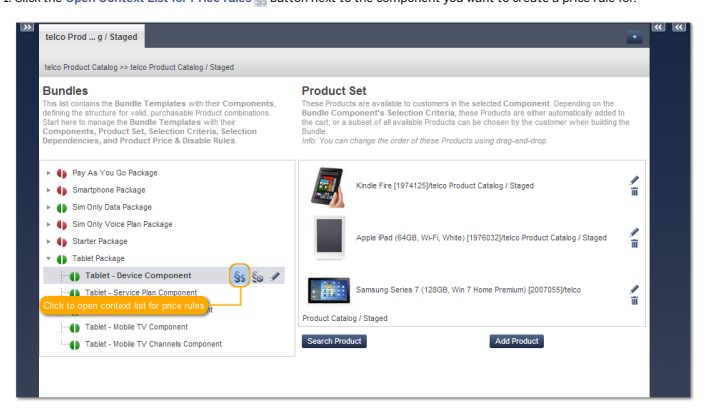 1. Click the Open Context List for Price rules §$ button next to the component you want to create a price rule for.
telco Prod ... g / Staged
telco Product Catalog >> telco Product Catalog / Staged
Bundles
This list contains the Bundle Templates with their Components,
defining the structure for valid, purchasable Product combinations.
Start here to manage the Bundle Templates with their
Components, Product Set, Selection Criteria, Selection
Dependencies, and Product Price & Disable Rules.
Pay As You Go Package
Smartphone Package
Sim Only Data Package
Sim Only Voice Plan Package
Starter Package
Tablet Package
Tablet - Device Component
Tablet - Service Plan Component
Click to open context list for price rules
Tablet - Mobile TV Component
Tablet - Mobile TV Channels Component
Product Set
These Products are available to customers in the selected Component. Depending on the
Bundle Component's Selection Criteria, these Products are either automatically added to
the cart, or a subset of all available Products can be chosen by the customer when building the
Bundle.
Info: You can change the order of these Products using drag-and-drop.
Kindle Fire [1974125]/telco Product Catalog / Staged
Apple iPad (64GB, Wi-Fi, White) [1976032]/telco Product Catalog / Staged
Samsung Series 7 (128GB, Win 7 Home Premium) [2007055]/telco
Product Catalog / Staged
Search Product
Add Product